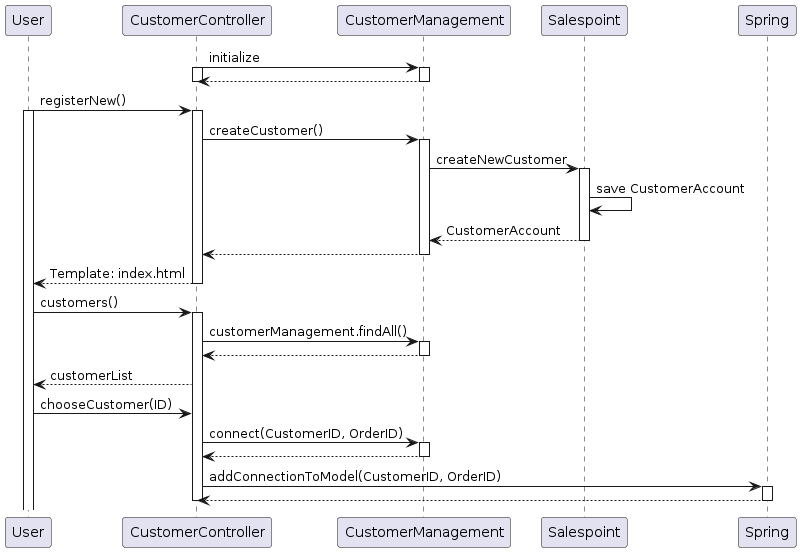 User CustomerController CustomerManagement Salespoint Spring
initialize
registerNew()
createCustomer()
createNewCustomer
save CustomerAccount
CustomerAccount
Template: index.html
customers()
customerManagement.findAll()
customerList
chooseCustomer(ID)
connect(CustomerID, OrderID)
addConnectionToModel(CustomerID, OrderID)
User CustomerController CustomerManagement Salespoint Spring